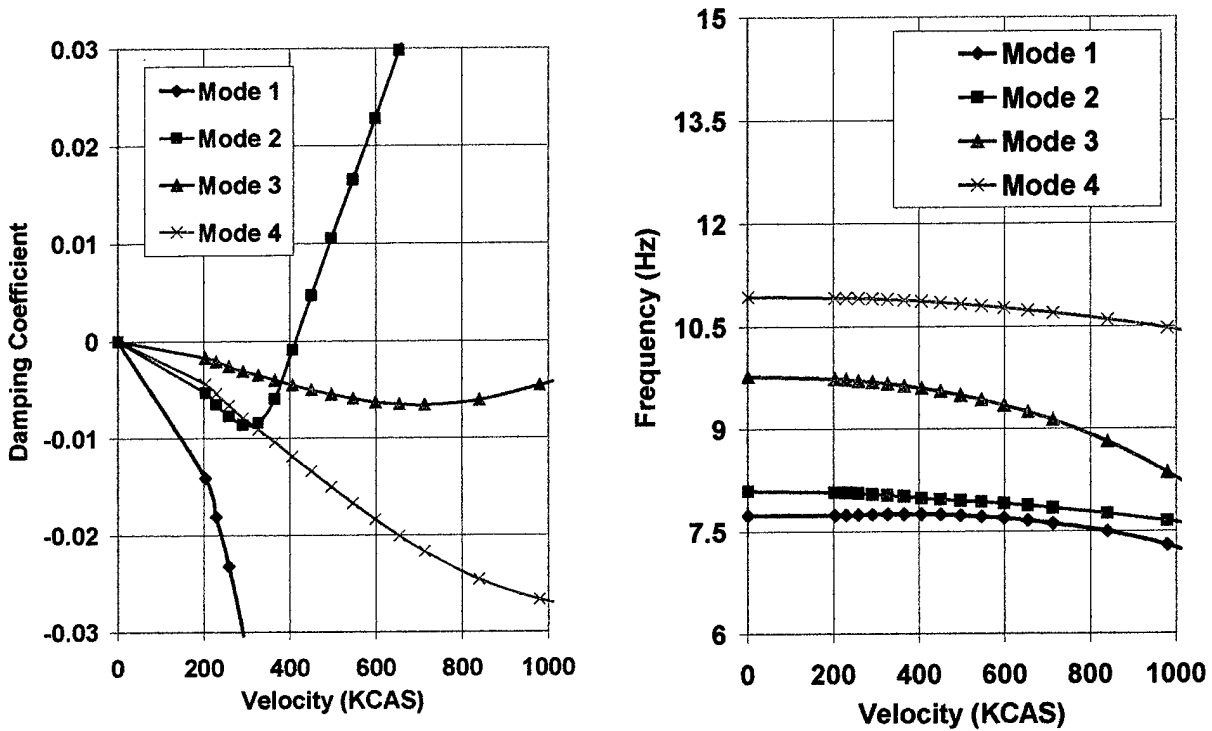 0.03
0.02
0.01
0
-0.01
-0.02
-0.03
Damping Coefficient
Mode 1
Mode 2
Mode 3
Mode 4
0 200 400 600 800 1000
Velocity (KCAS)
15
13.5
12
10.5
9
7.5
6
Frequency (Hz)
Mode 1
Mode 2
Mode 3
Mode 4
0 200 400 600 800 1000
Velocity (KCAS)